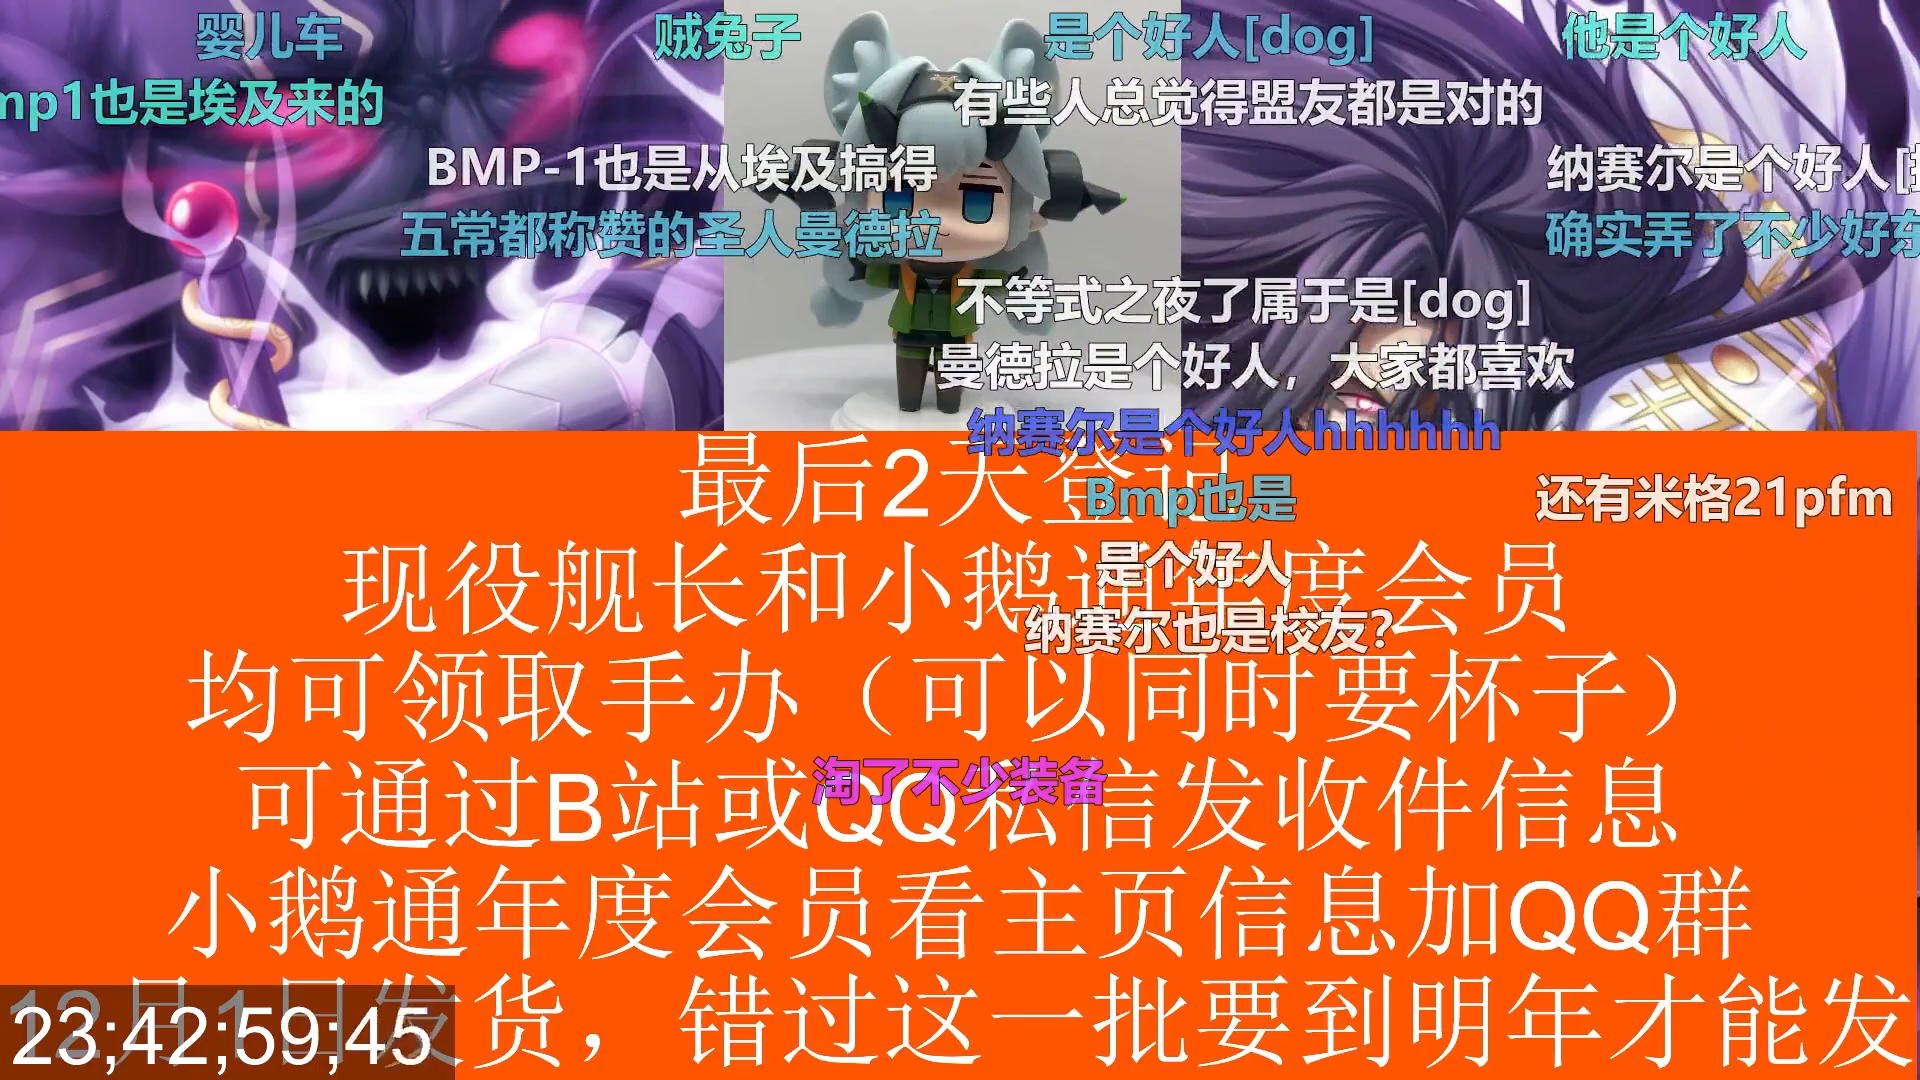 婴儿车
贼兔子
是个好人[dog]
他是个好人
mp1也是埃及来的
有些人总觉得盟友都是对的
BMP-1也是从埃及搞得
纳赛尔是个好人[
五常都称赞的圣人曼德拉
确实弄了不少好东
不等式之夜了属于是[dog]
曼德拉是个好人，大家都喜欢
纳赛尔是个好人hhhhhh
最后2天登记
Bmp也是
还有米格21pfm
是个好人
现役舰长和小鹅通年度会员
纳赛尔也是校友?
均可领取手办（可以同时要杯子）
淘了不少装备
可通过B站或QQ私信发收件信息
小鹅通年度会员看主页信息加QQ群
12月1日发货，错过这一批要到明年才能发
23;42;59;45